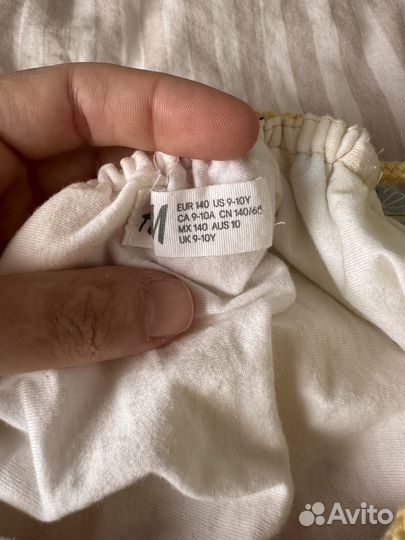 EUR 140 US 9-10Y
CA 9-10A CN 140/68
MX 140 AUS 10
UK 9-10Y
Avito